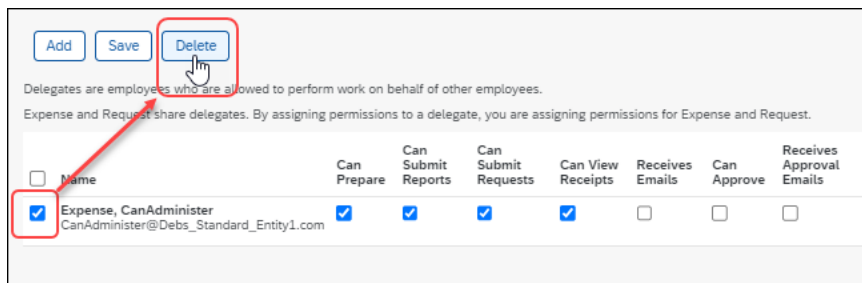 Add Save Delete
Delegates are employees who are allowed to perform work on behalf of other employees.
Expense and Request share delegates. By assigning permissions to a delegate, you are assigning permissions for Expense and Request.
Name Can Prepare Can Submit Reports Can Submit Requests Can View Receipts Receives Emails Can Approve Receives Approval Emails
Expense, CanAdminister
CanAdminister@Debs_Standard_Entity1.com